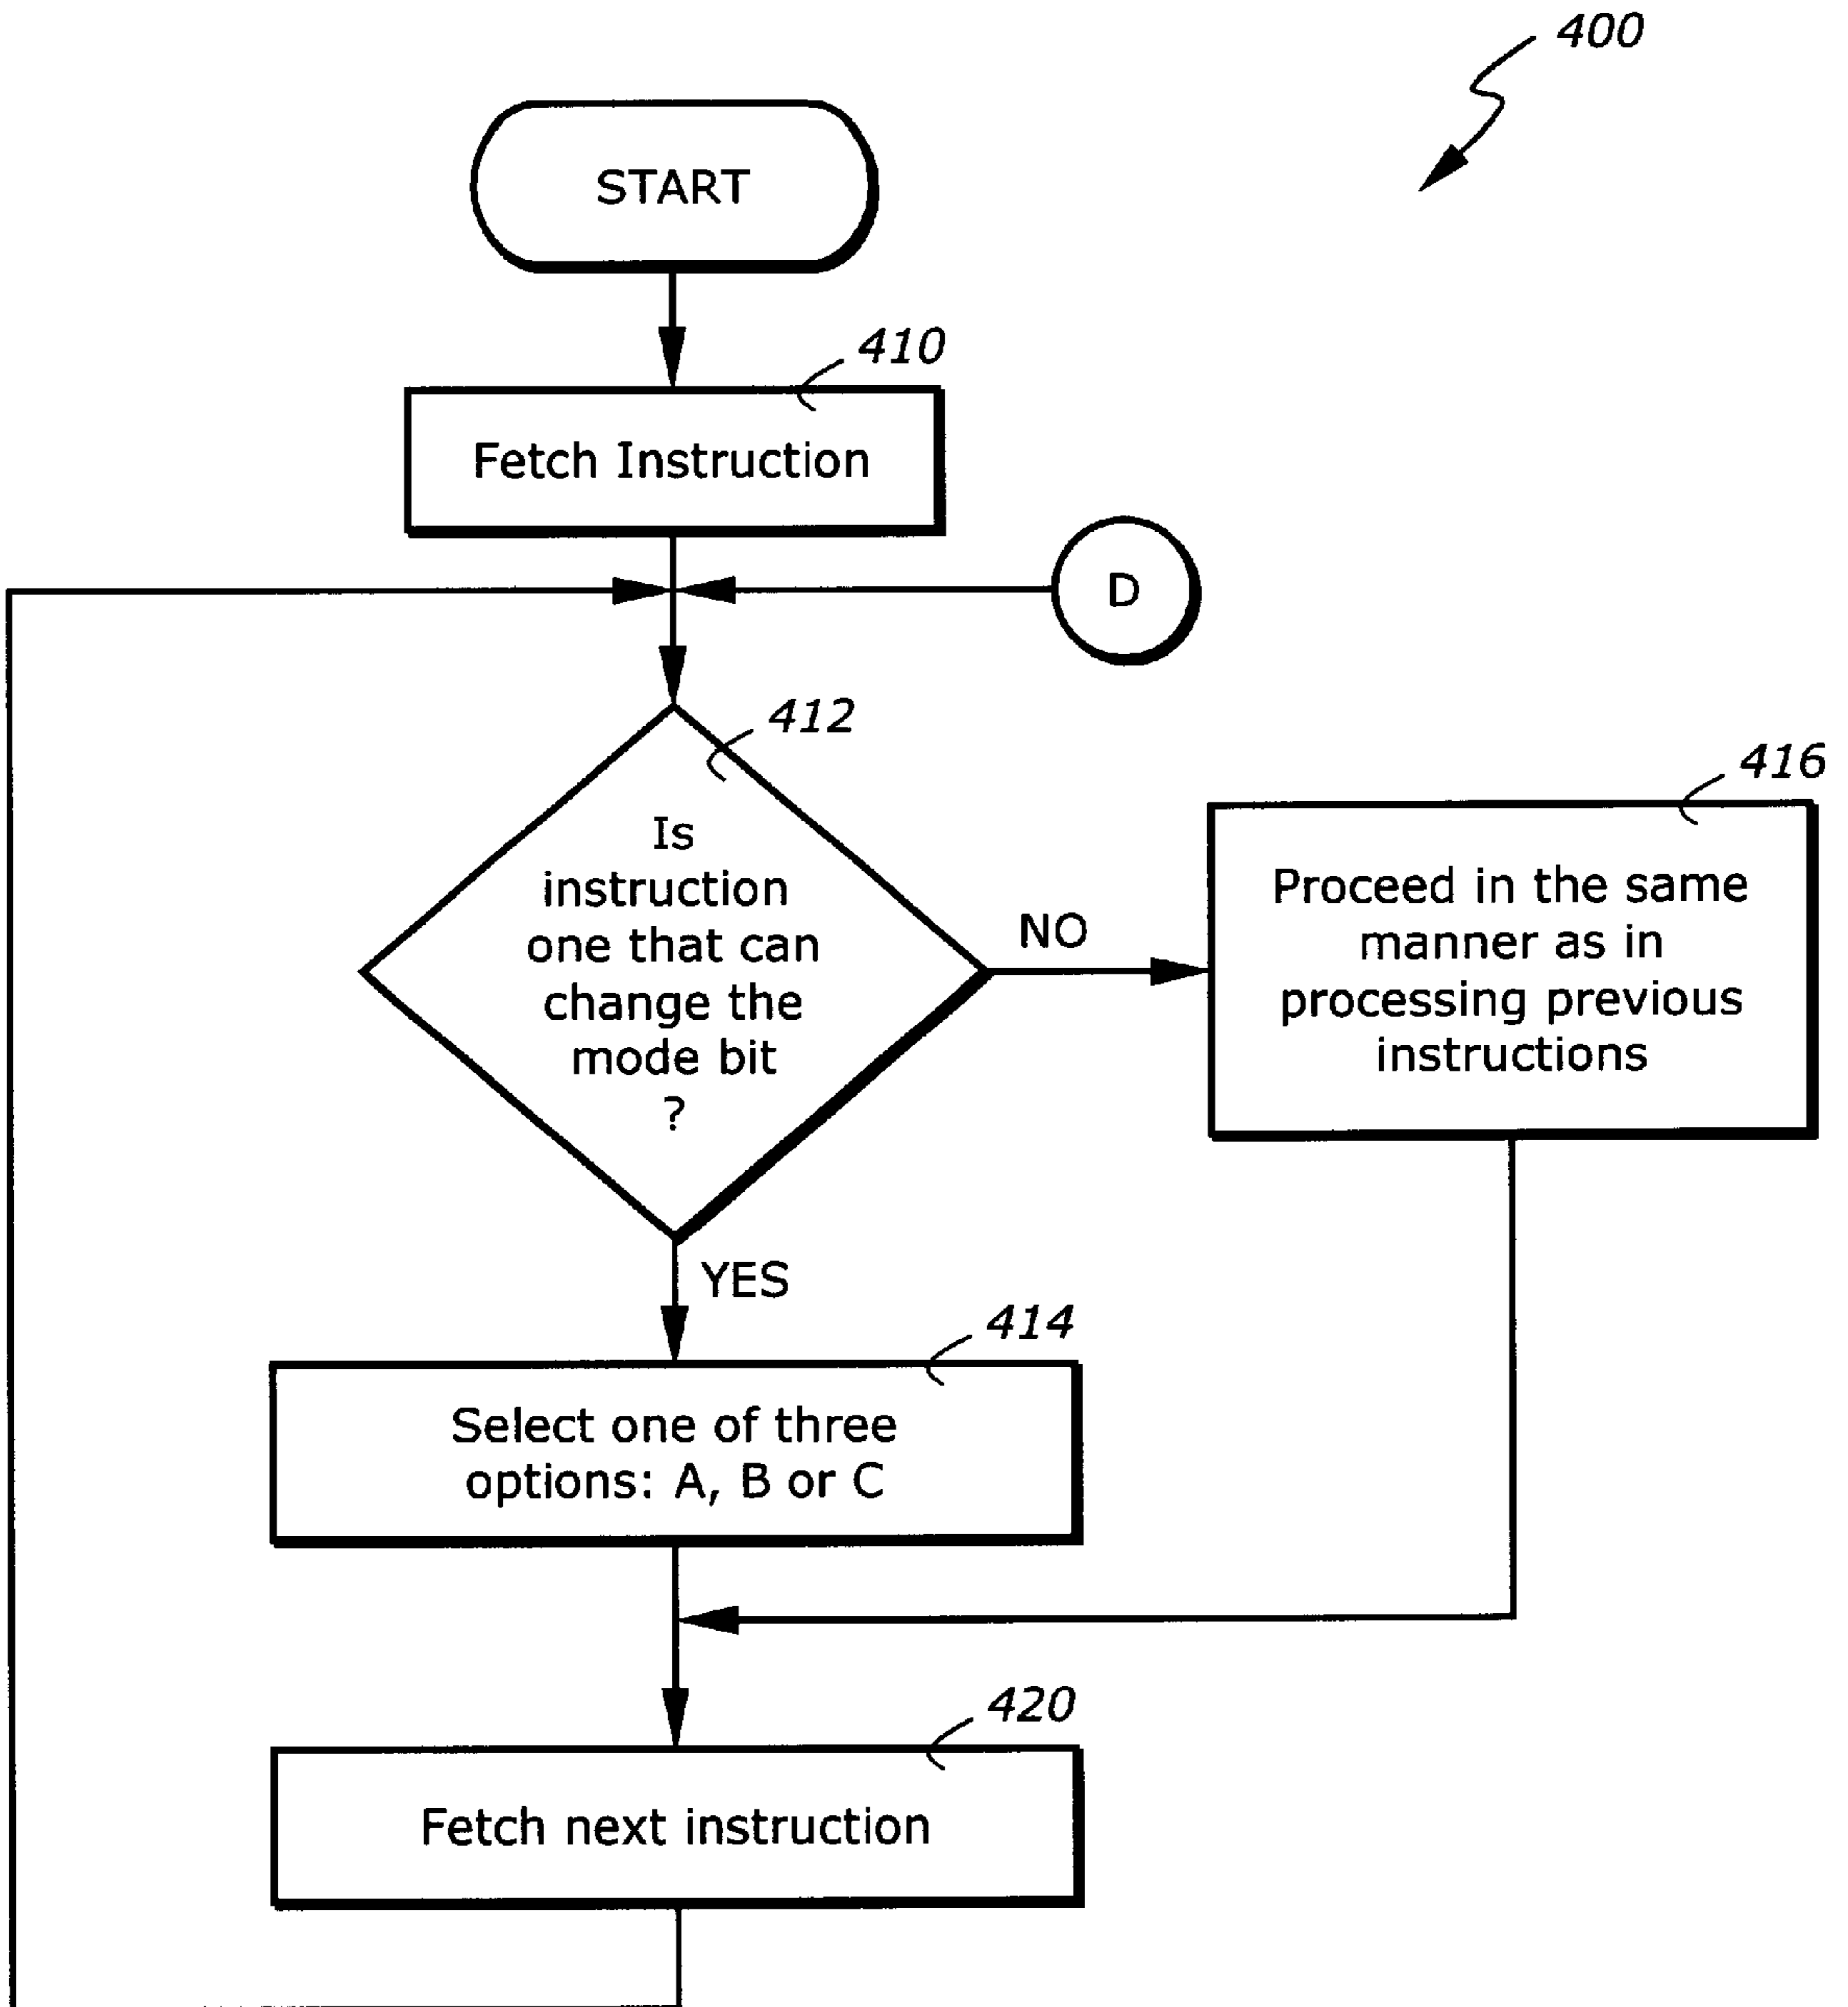 400
START
410
Fetch Instruction
D
412
Is
instruction
one that can
change the
mode bit
?
NO
416
Proceed in the same
manner as in
processing previous
instructions
YES
414
Select one of three
options: A, B or C
420
Fetch next instruction